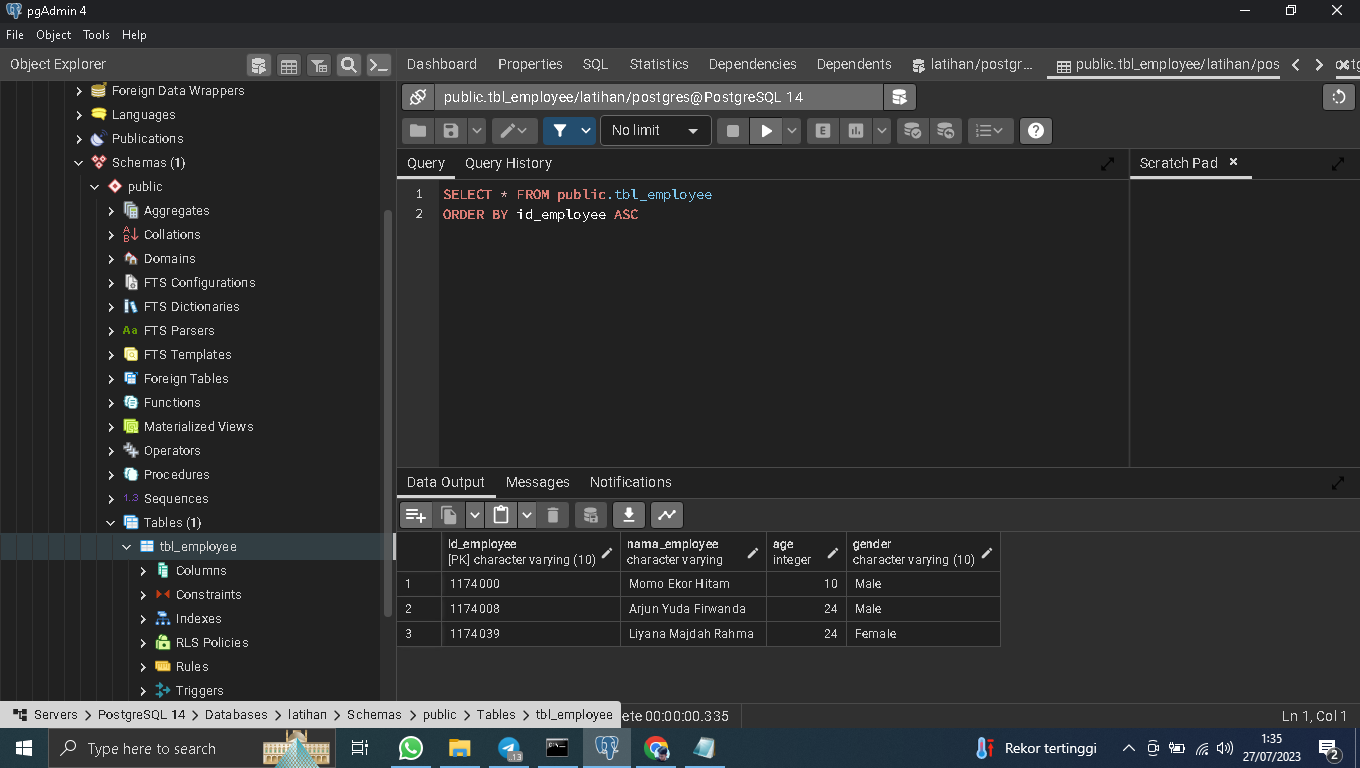 pgAdmin 4
File Object Tools Help
Object Explorer
Dashboard Properties SQL Statistics Dependencies Dependents latihan/postgr... public.tbl_employee/latihan/pos
Foreign Data Wrappers
Languages
Publications
Schemas (1)
public
Aggregates
Collations
Domains
FTS Configurations
FTS Dictionaries
Aa FTS Parsers
FTS Templates
Foreign Tables
Functions
Materialized Views
Operators
Procedures
1.3 Sequences
Tables (1)
tbl_employee
Columns
Constraints
Indexes
RLS Policies
Rules
Triggers
public.tbl_employee/latihan/postgres@PostgreSQL 14
No limit
E
Query Query History
Scratch Pad
1 SELECT * FROM public.tbl_employee
2 ORDER BY id_employee ASC
Data Output Messages Notifications
id_employee nama_employee age gender
[PK] character varying (10) character varying integer character varying (10)
1 1174000 Momo Ekor Hitam 10 Male
2 1174008 Arjun Yuda Firwanda 24 Male
3 1174039 Liyana Majdah Rahma 24 Female
Servers > PostgreSQL 14 > Databases > latihan > Schemas > public > Tables > tbl_employee
ete 00:00:00.335
Ln 1, Col 1
Type here to search
13
Rekor tertinggi
1:35
27/07/2023
2